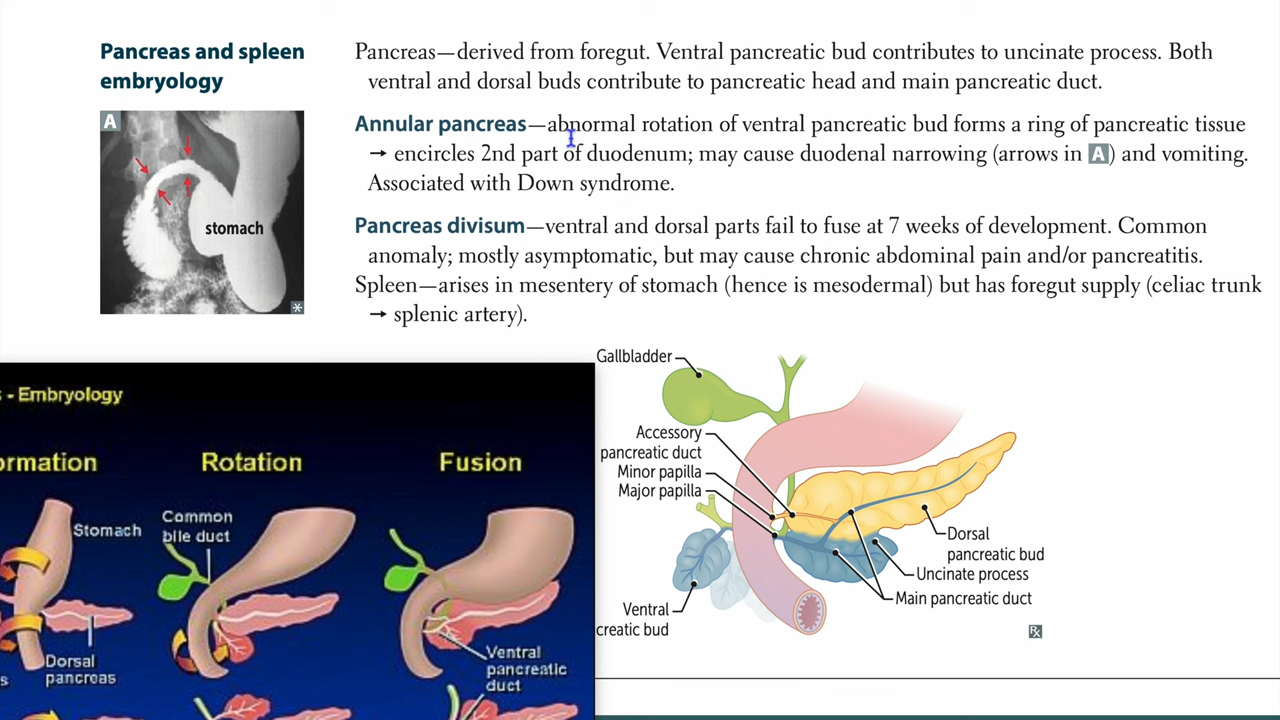 Pancreas and spleen
embryology
Pancreas—derived from foregut. Ventral pancreatic bud contributes to uncinate process. Both
ventral and dorsal buds contribute to pancreatic head and main pancreatic duct.
Annular pancreas—abnormal rotation of ventral pancreatic bud forms a ring of pancreatic tissue
→ encircles 2nd part of duodenum; may cause duodenal narrowing (arrows in A) and vomiting.
Associated with Down syndrome.
Pancreas divisum—ventral and dorsal parts fail to fuse at 7 weeks of development. Common
anomaly; mostly asymptomatic, but may cause chronic abdominal pain and/or pancreatitis.
Spleen—arises in mesentery of stomach (hence is mesodermal) but has foregut supply (celiac trunk
→ splenic artery).
A
stomach
*
- Embryology
ormation
Rotation
Fusion
Stomach
Common
bile duct
Dorsal
pancreas
s
Ventral
pancreatic
duct
Gallbladder
Accessory
pancreatic duct
Minor papilla
Major papilla
Dorsal
pancreatic bud
Uncinate process
Main pancreatic duct
Ventral
creatic bud
Rx